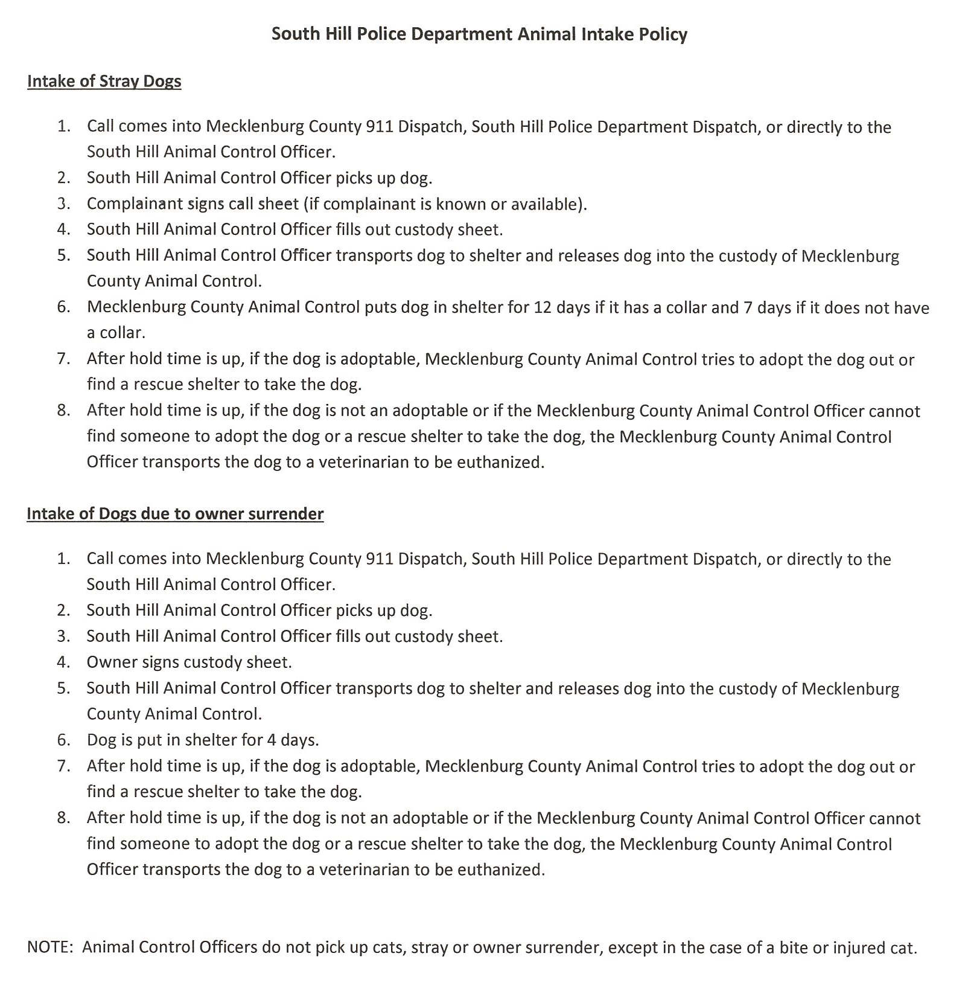 South Hill Police Department Animal Intake Policy
Intake of Stray Dogs
1. Call comes into Mecklenburg County 911 Dispatch, South Hill Police Department Dispatch, or directly to the
South Hill Animal Control Officer.
2. South Hill Animal Control Officer picks up dog.
3. Complainant signs call sheet (if complainant is known or available).
4. South Hill Animal Control Officer fills out custody sheet.
5. South Hill Animal Control Officer transports dog to shelter and releases dog into the custody of Mecklenburg
County Animal Control.
6. Mecklenburg County Animal Control puts dog in shelter for 12 days if it has a collar and 7 days if it does not have
a collar.
7. After hold time is up, if the dog is adoptable, Mecklenburg County Animal Control tries to adopt the dog out or
find a rescue shelter to take the dog.
8. After hold time is up, if the dog is not an adoptable or if the Mecklenburg County Animal Control Officer cannot
find someone to adopt the dog or a rescue shelter to take the dog, the Mecklenburg County Animal Control
Officer transports the dog to a veterinarian to be euthanized.
Intake of Dogs due to owner surrender
1. Call comes into Mecklenburg County 911 Dispatch, South Hill Police Department Dispatch, or directly to the
South Hill Animal Control Officer.
2. South Hill Animal Control Officer picks up dog.
3. South Hill Animal Control Officer fills out custody sheet.
4. Owner signs custody sheet.
5. South Hill Animal Control Officer transports dog to shelter and releases dog into the custody of Mecklenburg
County Animal Control.
6. Dog is put in shelter for 4 days.
7. After hold time is up, if the dog is adoptable, Mecklenburg County Animal Control tries to adopt the dog out or
find a rescue shelter to take the dog.
8. After hold time is up, if the dog is not an adoptable or if the Mecklenburg County Animal Control Officer cannot
find someone to adopt the dog or a rescue shelter to take the dog, the Mecklenburg County Animal Control
Officer transports the dog to a veterinarian to be euthanized.
NOTE: Animal Control Officers do not pick up cats, stray or owner surrender, except in the case of a bite or injured cat.